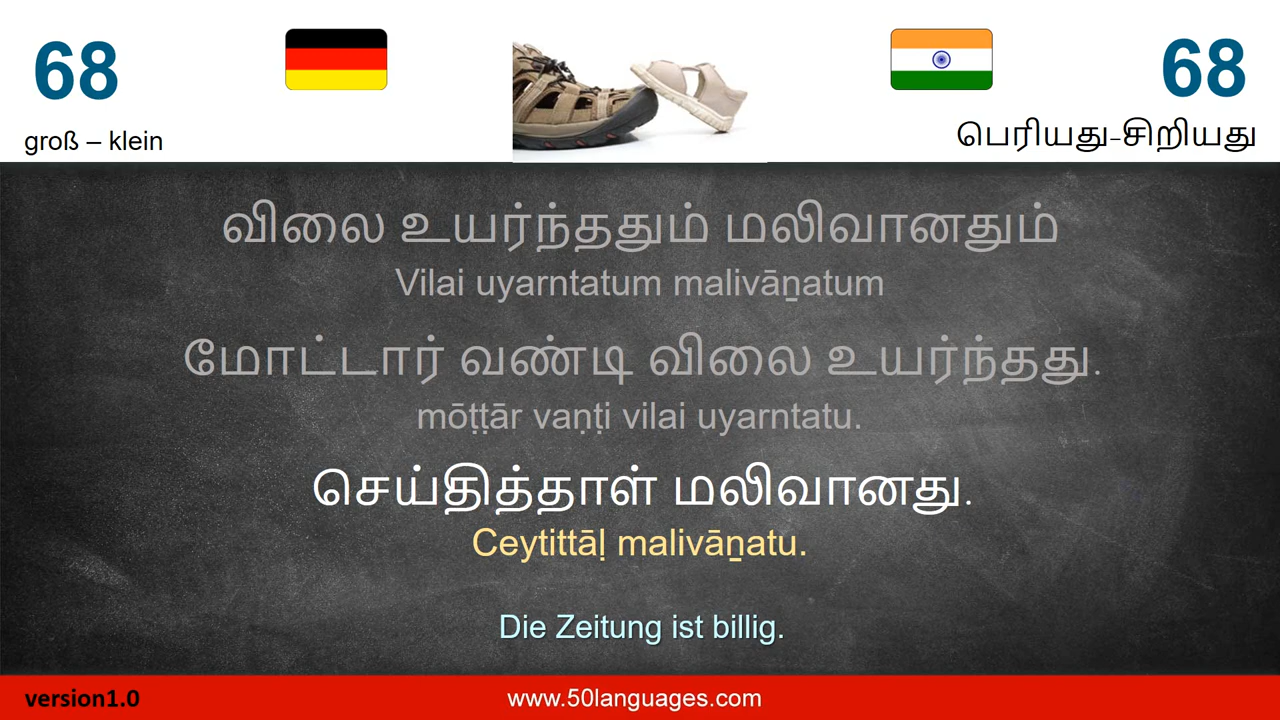 68
68
groß – klein
பெரியது-சிறியது
விலை உயர்ந்ததும் மலிவானதும்
Vilai uyarntatum malivāṉatum
மோட்டார் வண்டி விலை உயர்ந்தது.
mōṭṭār vaṇṭi vilai uyarntatu.
செய்தித்தாள் மலிவானது.
Ceytittāḷ malivāṉatu.
Die Zeitung ist billig.
version1.0
www.50languages.com